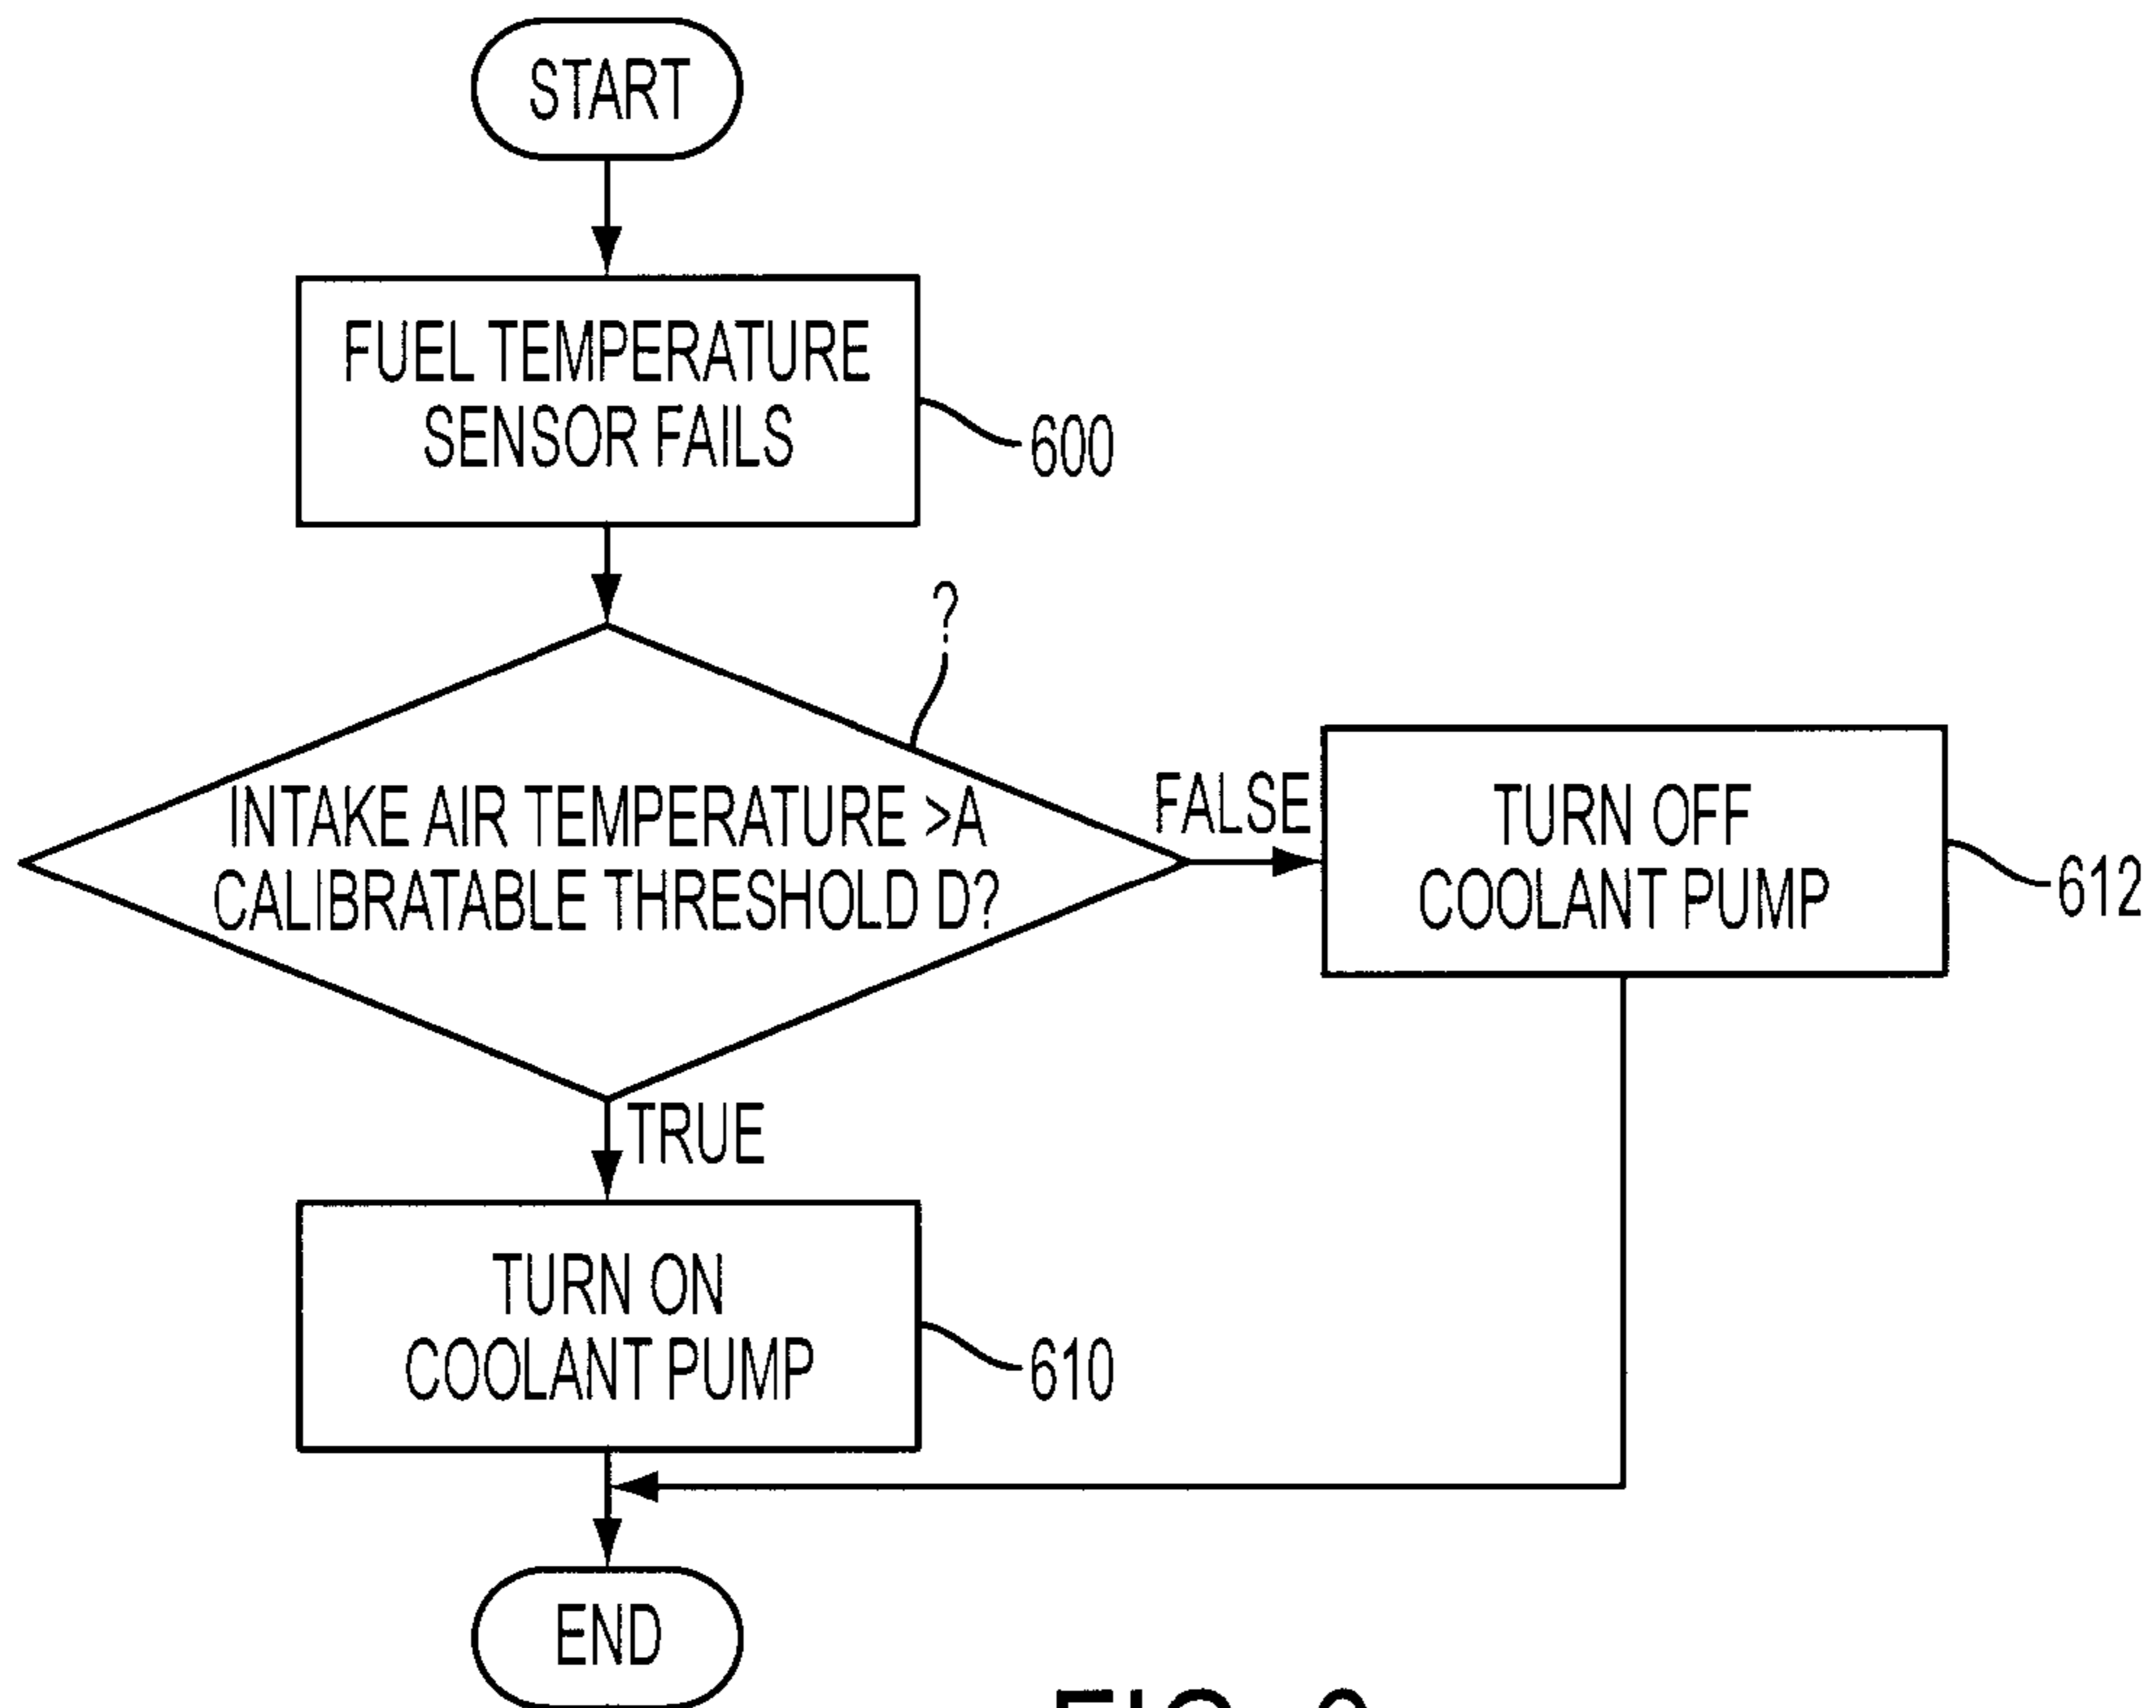 START
FUEL TEMPERATURE
SENSOR FAILS
600
?
INTAKE AIR TEMPERATURE >A
CALIBRATABLE THRESHOLD D?
FALSE
TURN OFF
COOLANT PUMP
612
TRUE
TURN ON
COOLANT PUMP
610
END